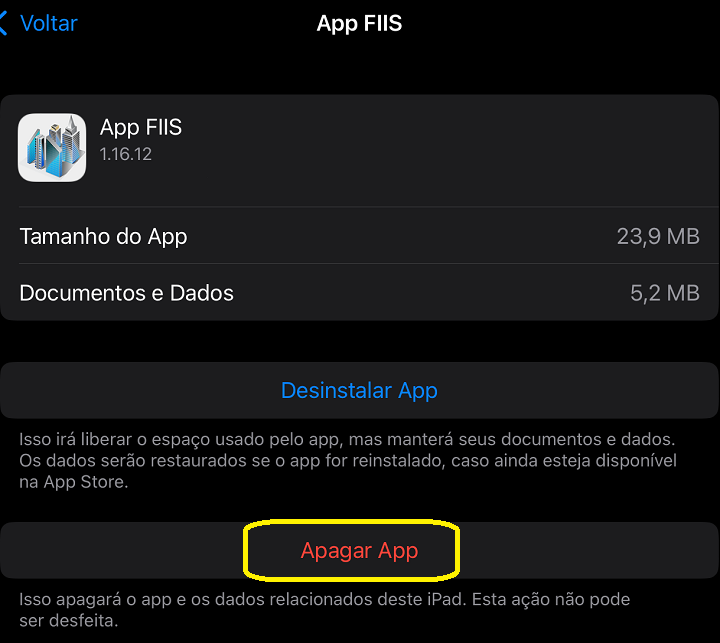 Voltar
App FIIS
App FIIS
1.16.12
Tamanho do App 23,9 MB
Documentos e Dados 5,2 MB
Desinstalar App
Isso irá liberar o espaço usado pelo app, mas manterá seus documentos e dados.
Os dados serão restaurados se o app for reinstalado, caso ainda esteja disponível
na App Store.
Apagar App
Isso apagará o app e os dados relacionados deste iPad. Esta ação não pode
ser desfeita.